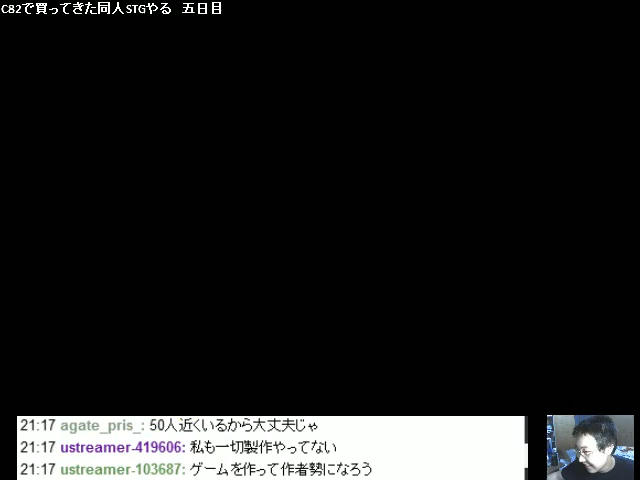 C82で買ってきた同人STGやる 五日目
21:17 agate_pris_: 50人近くいるから大丈夫じゃ
21:17 ustreamer-419606: 私も一切製作やってない
21:17 ustreamer-103687: ゲームを作って作者勢になろう